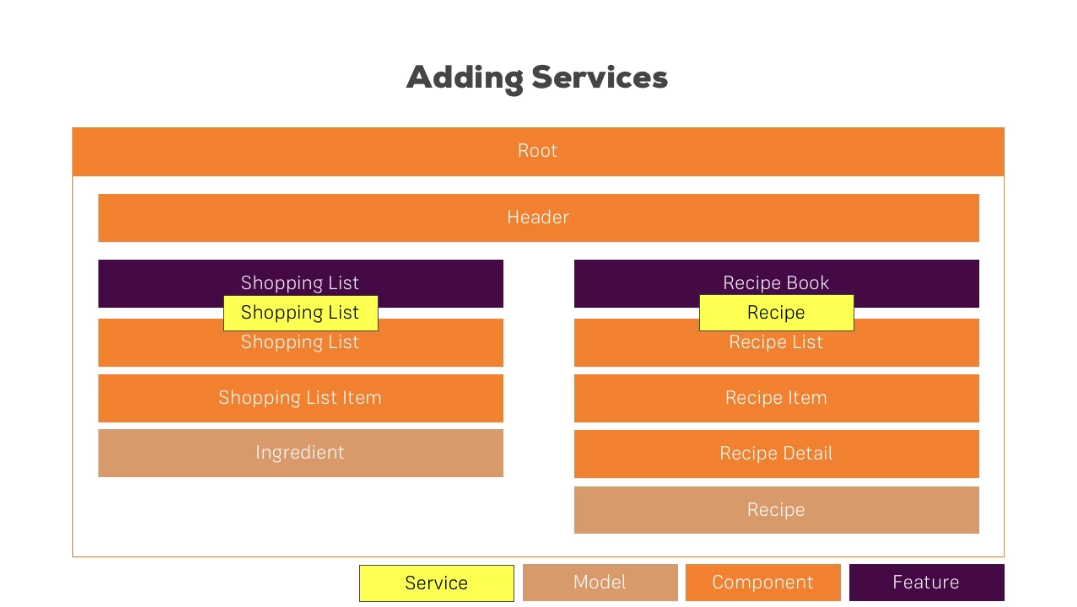 Adding Services
Root
Header
Shopping List
Shopping List
Shopping List
Shopping List Item
Ingredient
Recipe Book
Recipe
Recipe List
Recipe Item
Recipe Detail
Recipe
Service
Model
Component
Feature